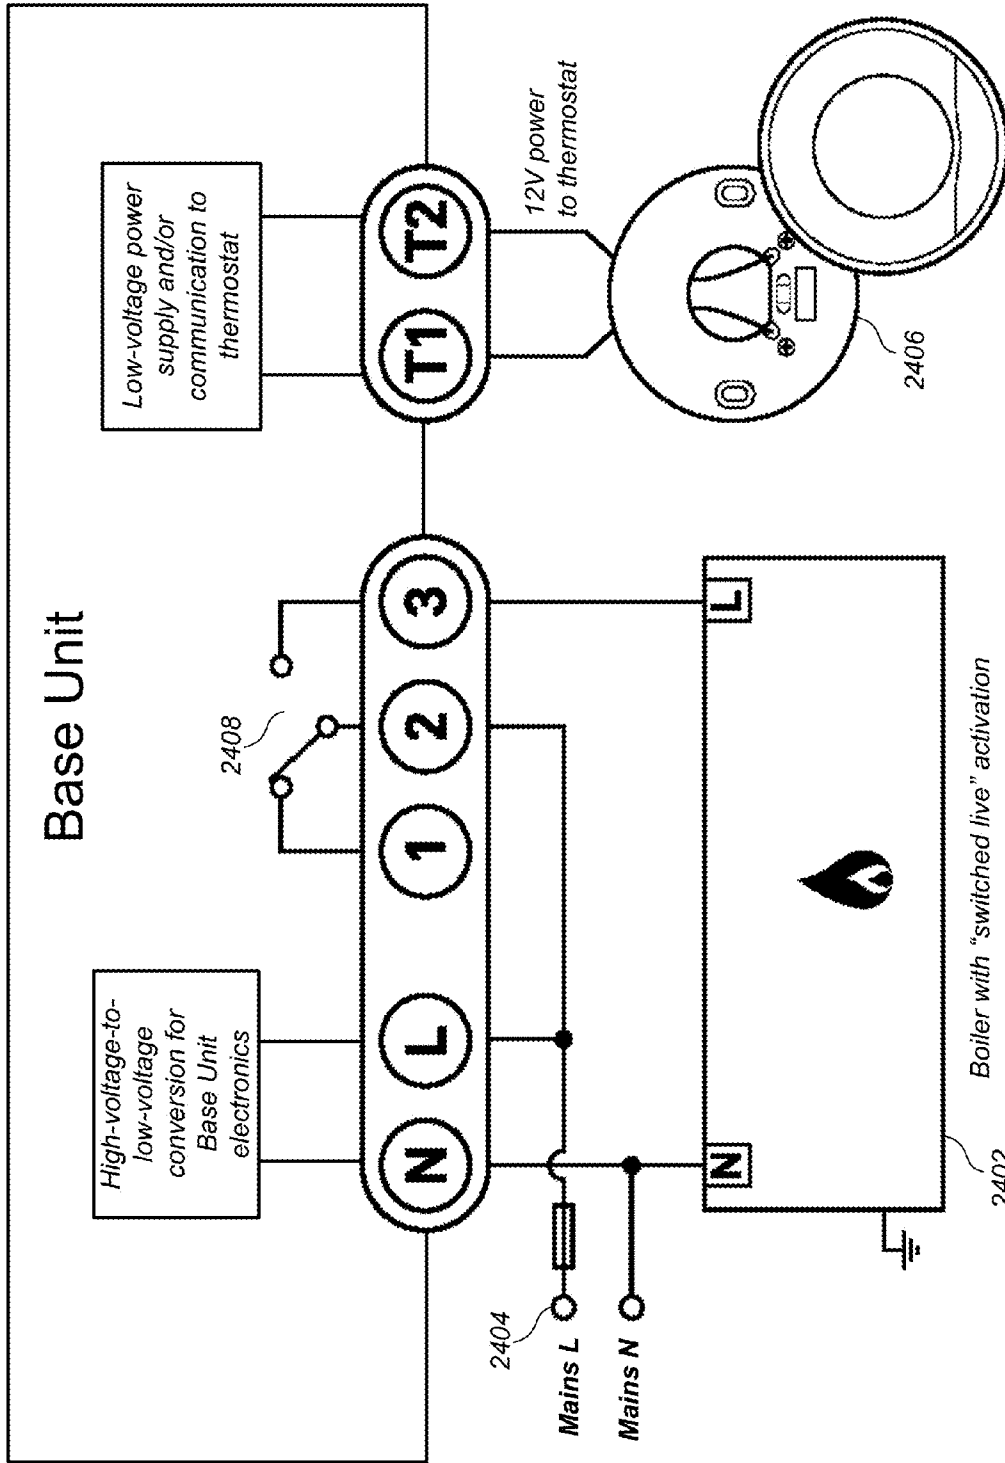 Base Unit
High-voltage-to-
low-voltage
conversion for
Base Unit
electronics
2408
Low-voltage power
supply and/or
communication to
thermostat
N
L
1
2
3
T1
T2
2404
Mains L
Mains N
12V power
to thermostat
N
L
2406
2402
Boiler with “switched live” activation